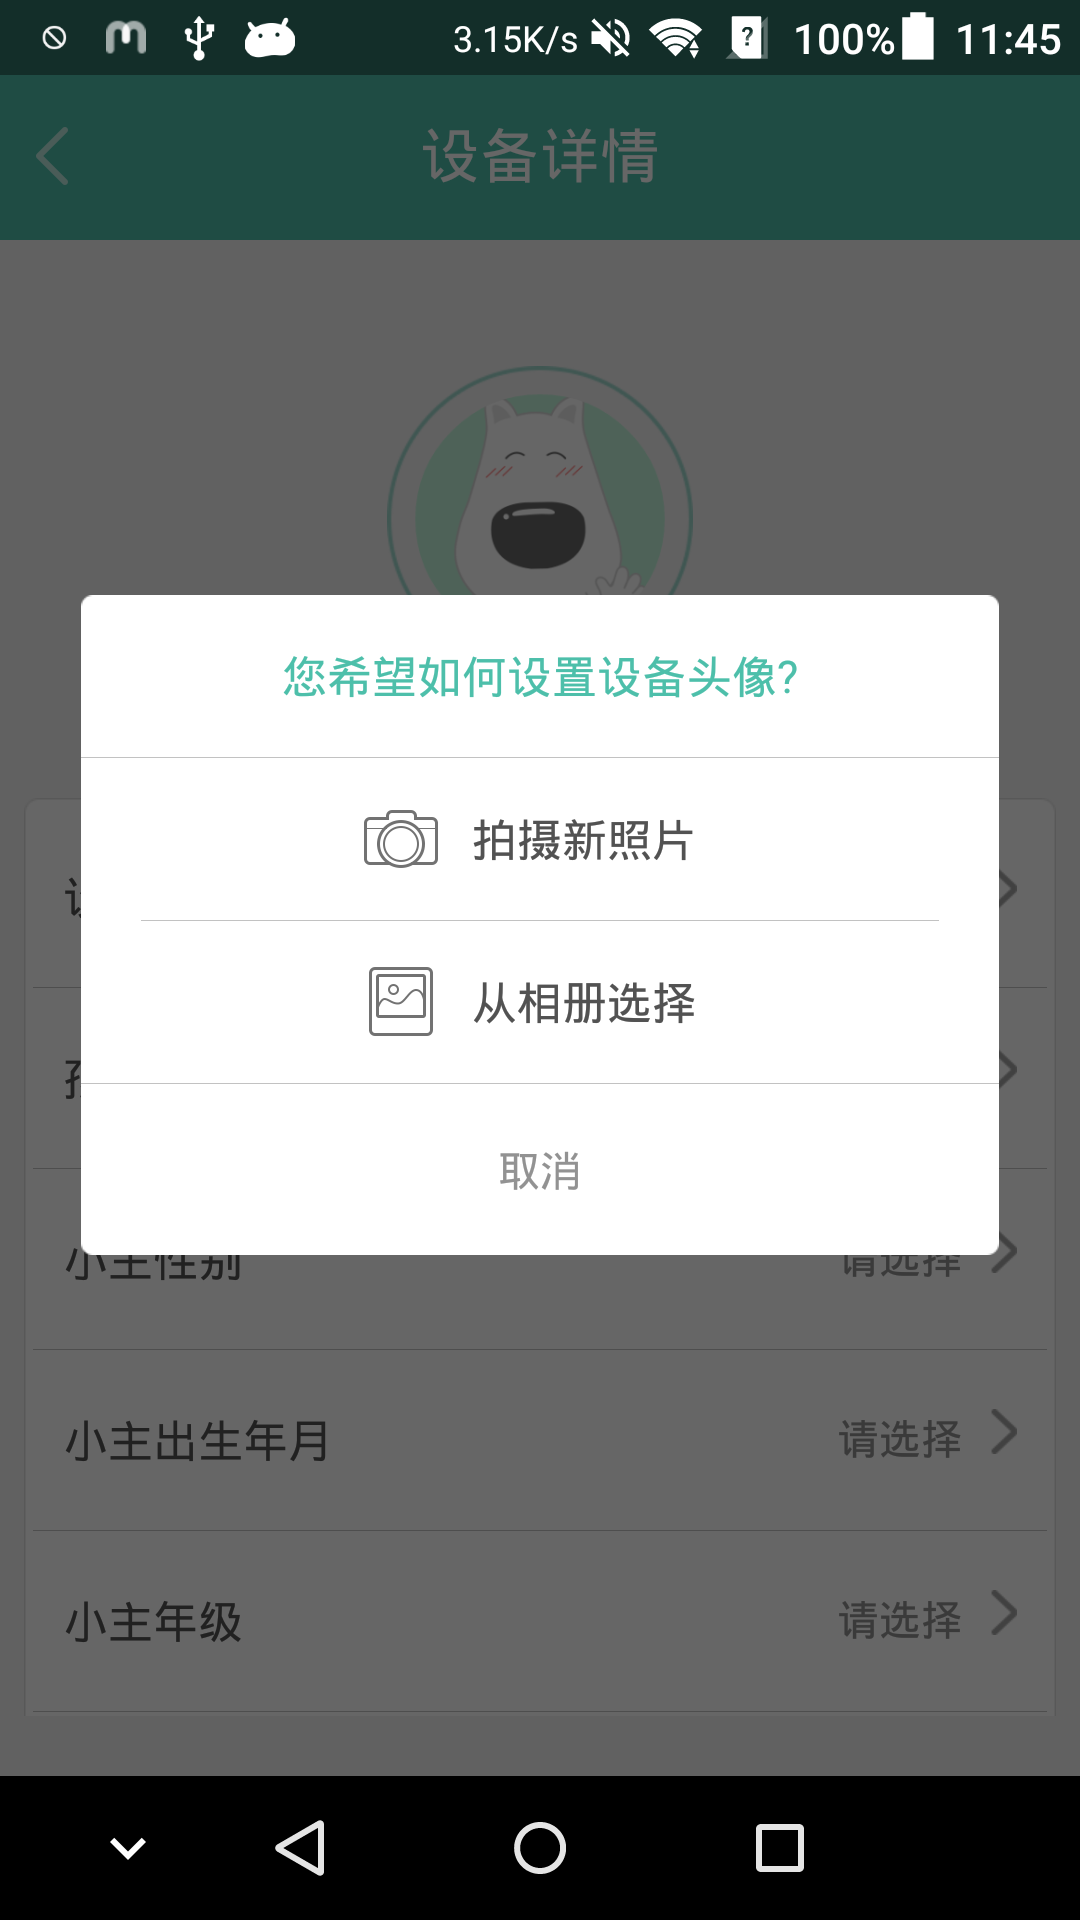 3.15K/s 100% 11:45
设备详情
您希望如何设置设备头像?
拍摄新照片
从相册选择
取消
小主性别 请选择
小主出生年月 请选择
小主年级 请选择